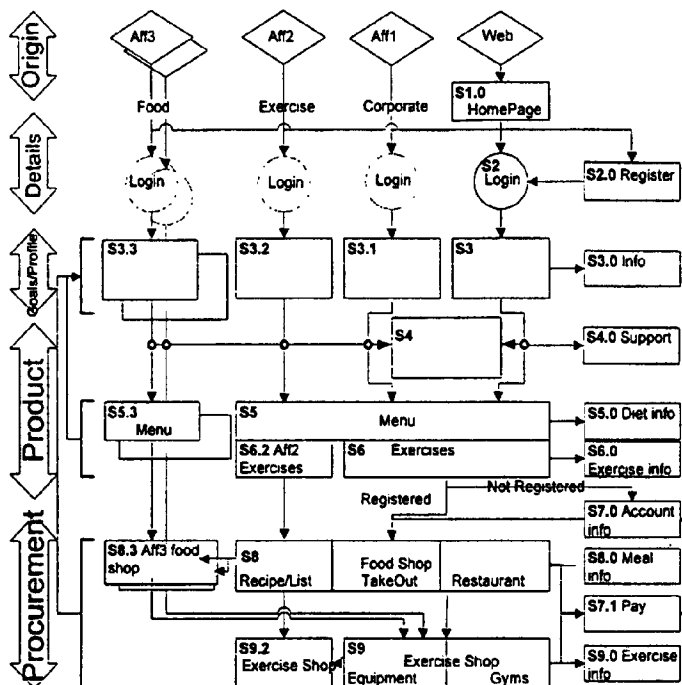 Origin
Aff3
Aff2
Aff1
Web
Food
Exercise
Corporate
S1.0
HomePage
Details
Login
Login
Login
S2
Login
S2.0 Register
Goals/Profile
S3.3
S3.2
S3.1
S3
S3.0 Info
S4
S4.0 Support
Product
S5.3
Menu
S5
Menu
S5.0 Diet info
S6.2 Aff2
Exercises
S6 Exercises
S6.0
Exercise info
Registered
Not Registered
S7.0 Account
info
Procurement
S8.3 Aff3 food
shop
S8
Recipe/List
Food Shop
TakeOut
Restaurant
S8.0 Meal
info
S7.1 Pay
S9.2
Exercise Shop
S9
Exercise Shop
Equipment
Gyms
S9.0 Exercise
info